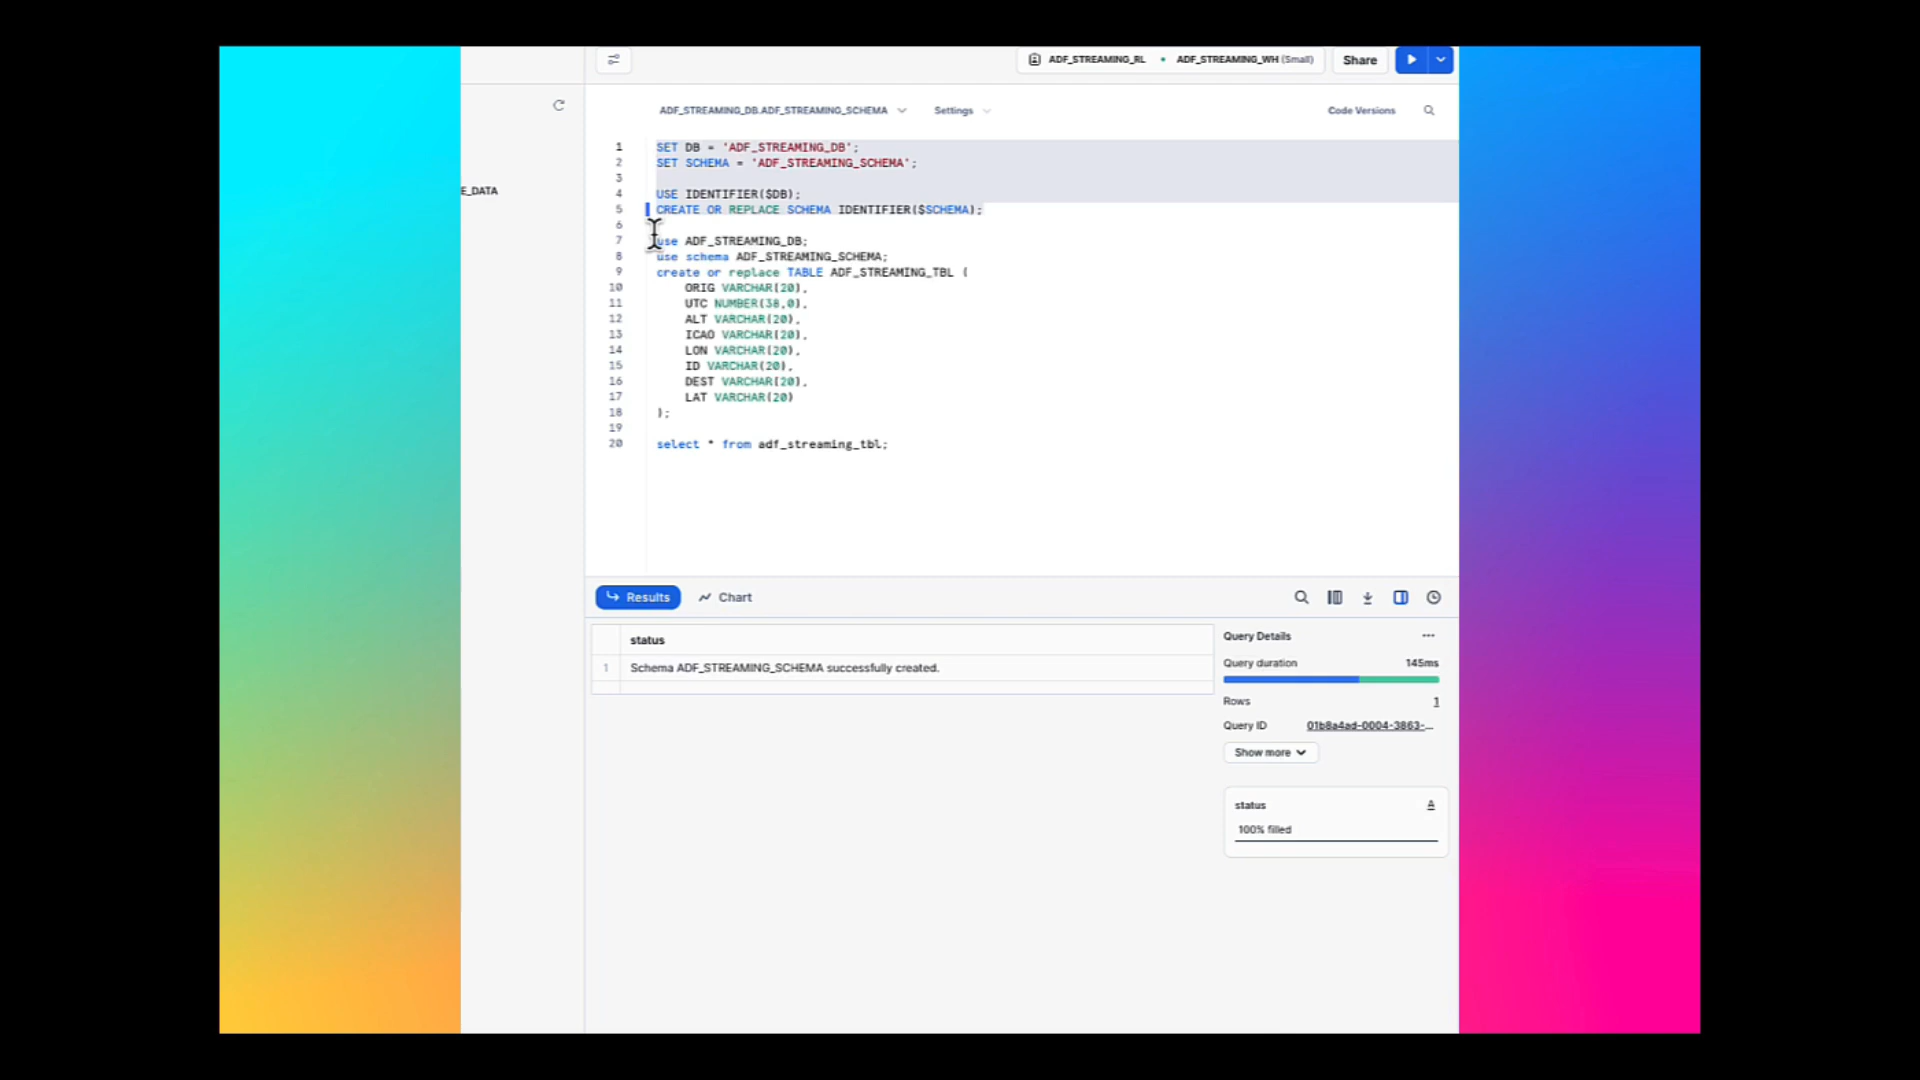 ADF_STREAMING_RL • ADF_STREAMING_WH (Small) Share
E_DATA
ADF_STREAMING_DB.ADF_STREAMING_SCHEMA Settings Code Versions
1 SET DB = 'ADF_STREAMING_DB';
2 SET SCHEMA = 'ADF_STREAMING_SCHEMA';
3
4 USE IDENTIFIER($DB);
5 CREATE OR REPLACE SCHEMA IDENTIFIER($SCHEMA);
6
7 use ADF_STREAMING_DB;
8 use schema ADF_STREAMING_SCHEMA;
9 create or replace TABLE ADF_STREAMING_TBL (
10 ORIG VARCHAR(20),
11 UTC NUMBER(38,0),
12 ALT VARCHAR(20),
13 ICAO VARCHAR(20),
14 LON VARCHAR(20),
15 ID VARCHAR(20),
16 DEST VARCHAR(20),
17 LAT VARCHAR(20)
18 );
19
20 select * from adf_streaming_tbl;
Results Chart
status
1 Schema ADF_STREAMING_SCHEMA successfully created.
Query Details ...
Query duration 145ms
Rows 1
Query ID 01b8a4ad-0004-3863-...
Show more
status A
100% filled